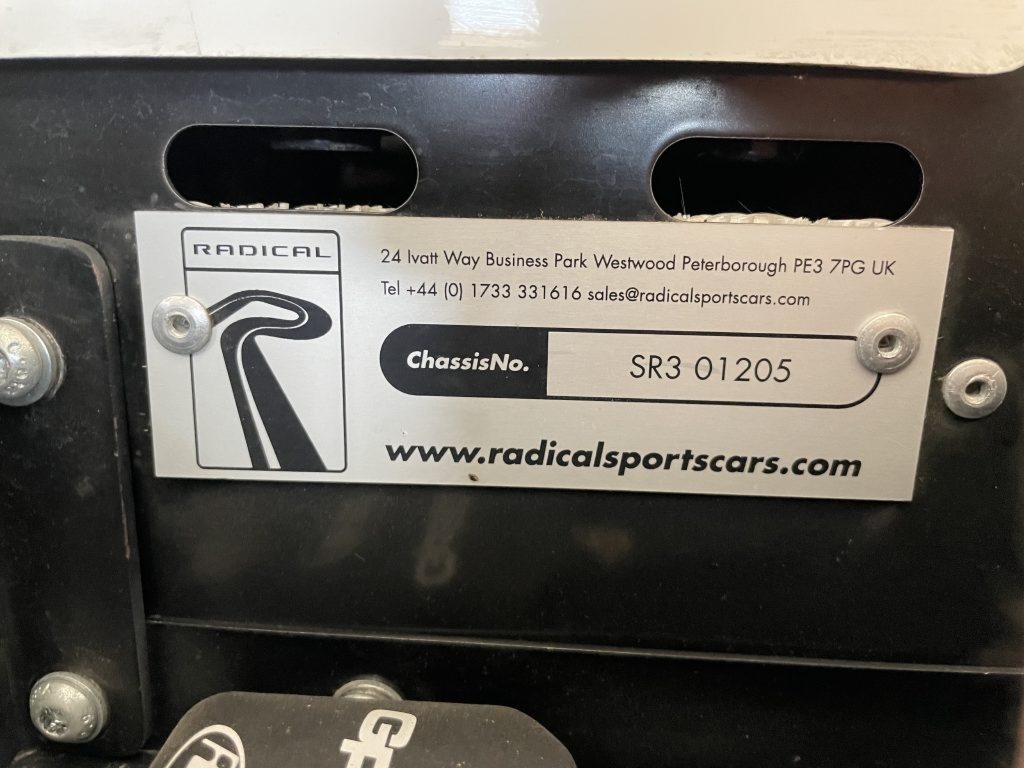 RADICAL
24 Ivatt Way Business Park Westwood Peterborough PE3 7PG UK
Tel +44 (0) 1733 331616 sales@radicalsportscars.com
ChassisNo.
SR3 01205
www.radicalsportscars.com